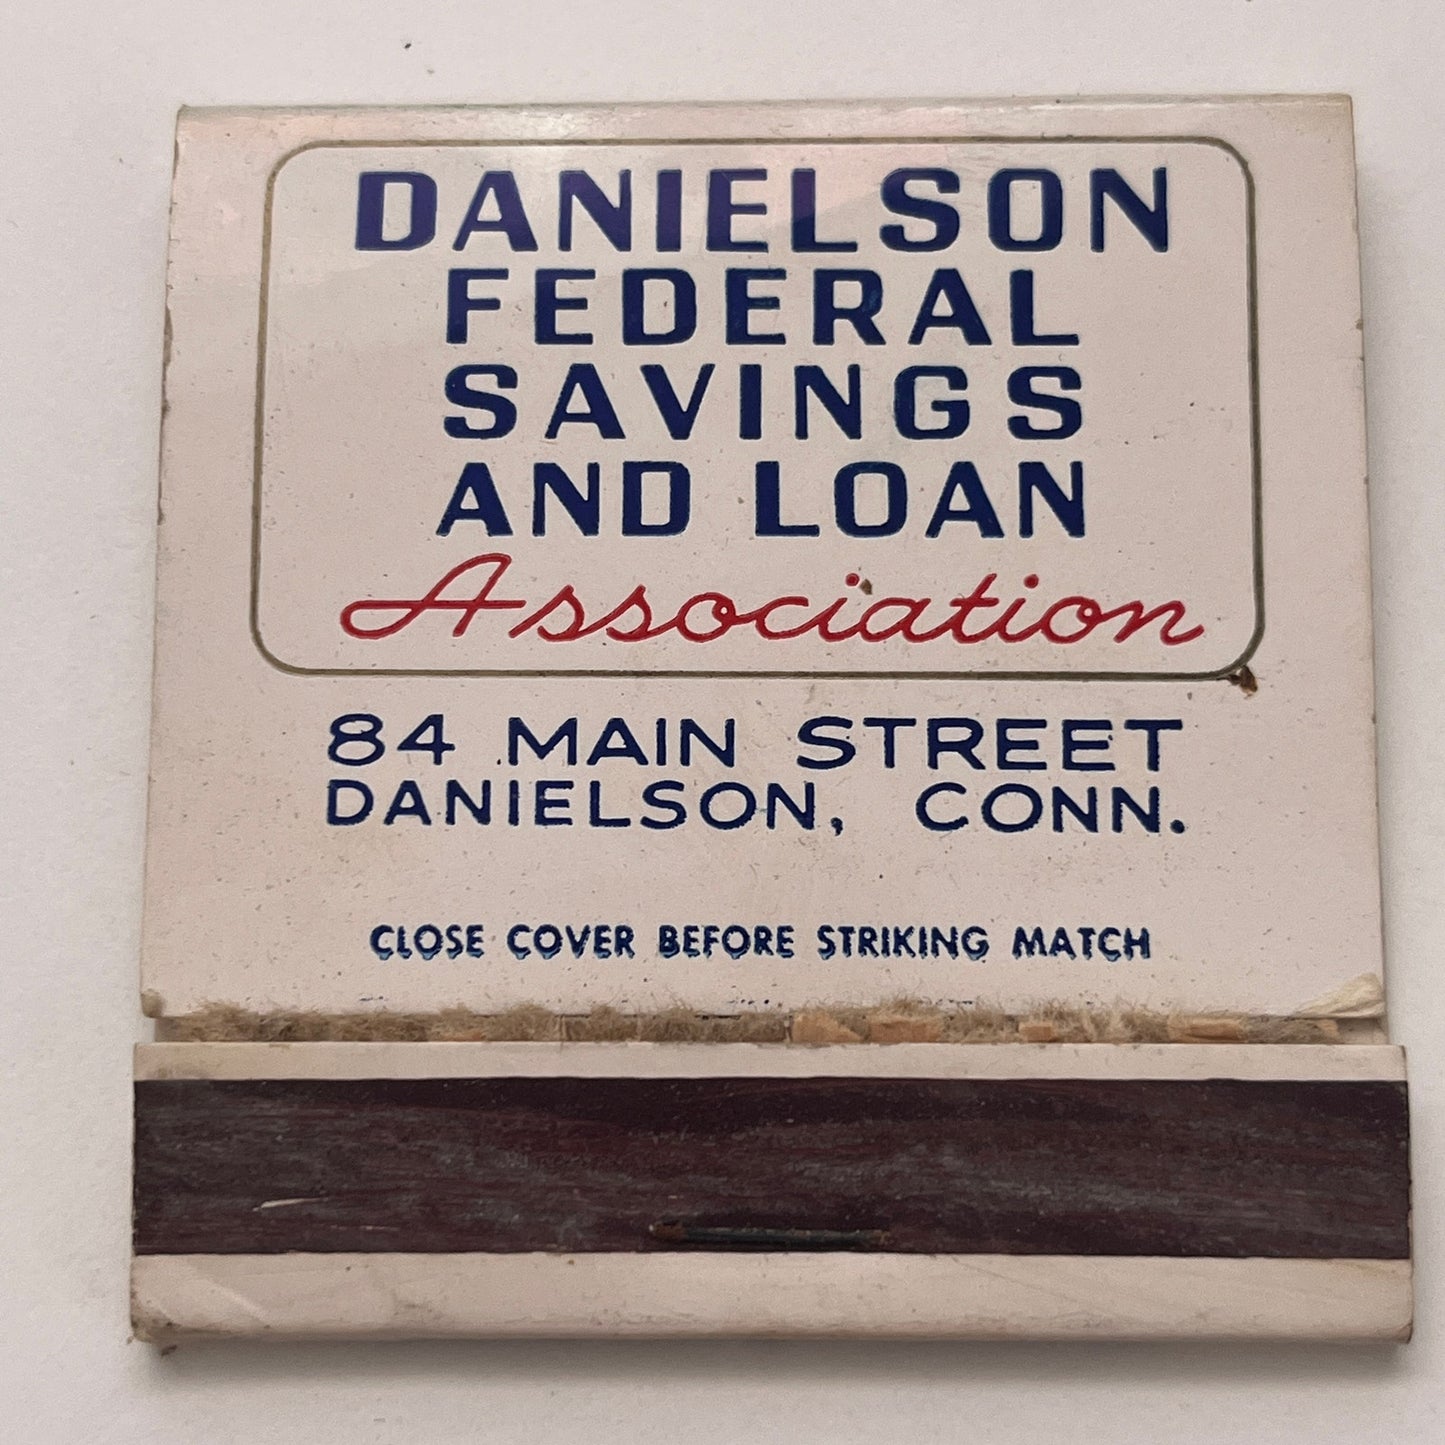 DANIELSON
FEDERAL
SAVINGS
AND LOAN
Association
84 MAIN STREET
DANIELSON, CONN.
CLOSE COVER BEFORE STRIKING MATCH